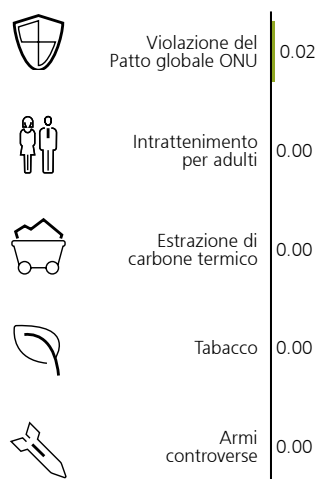 Violazione del
Patto globale ONU
0.02
Intrattenimento
per adulti
0.00
Estrazione di
carbone termico
0.00
Tabacco
0.00
Armi
controverse
0.00